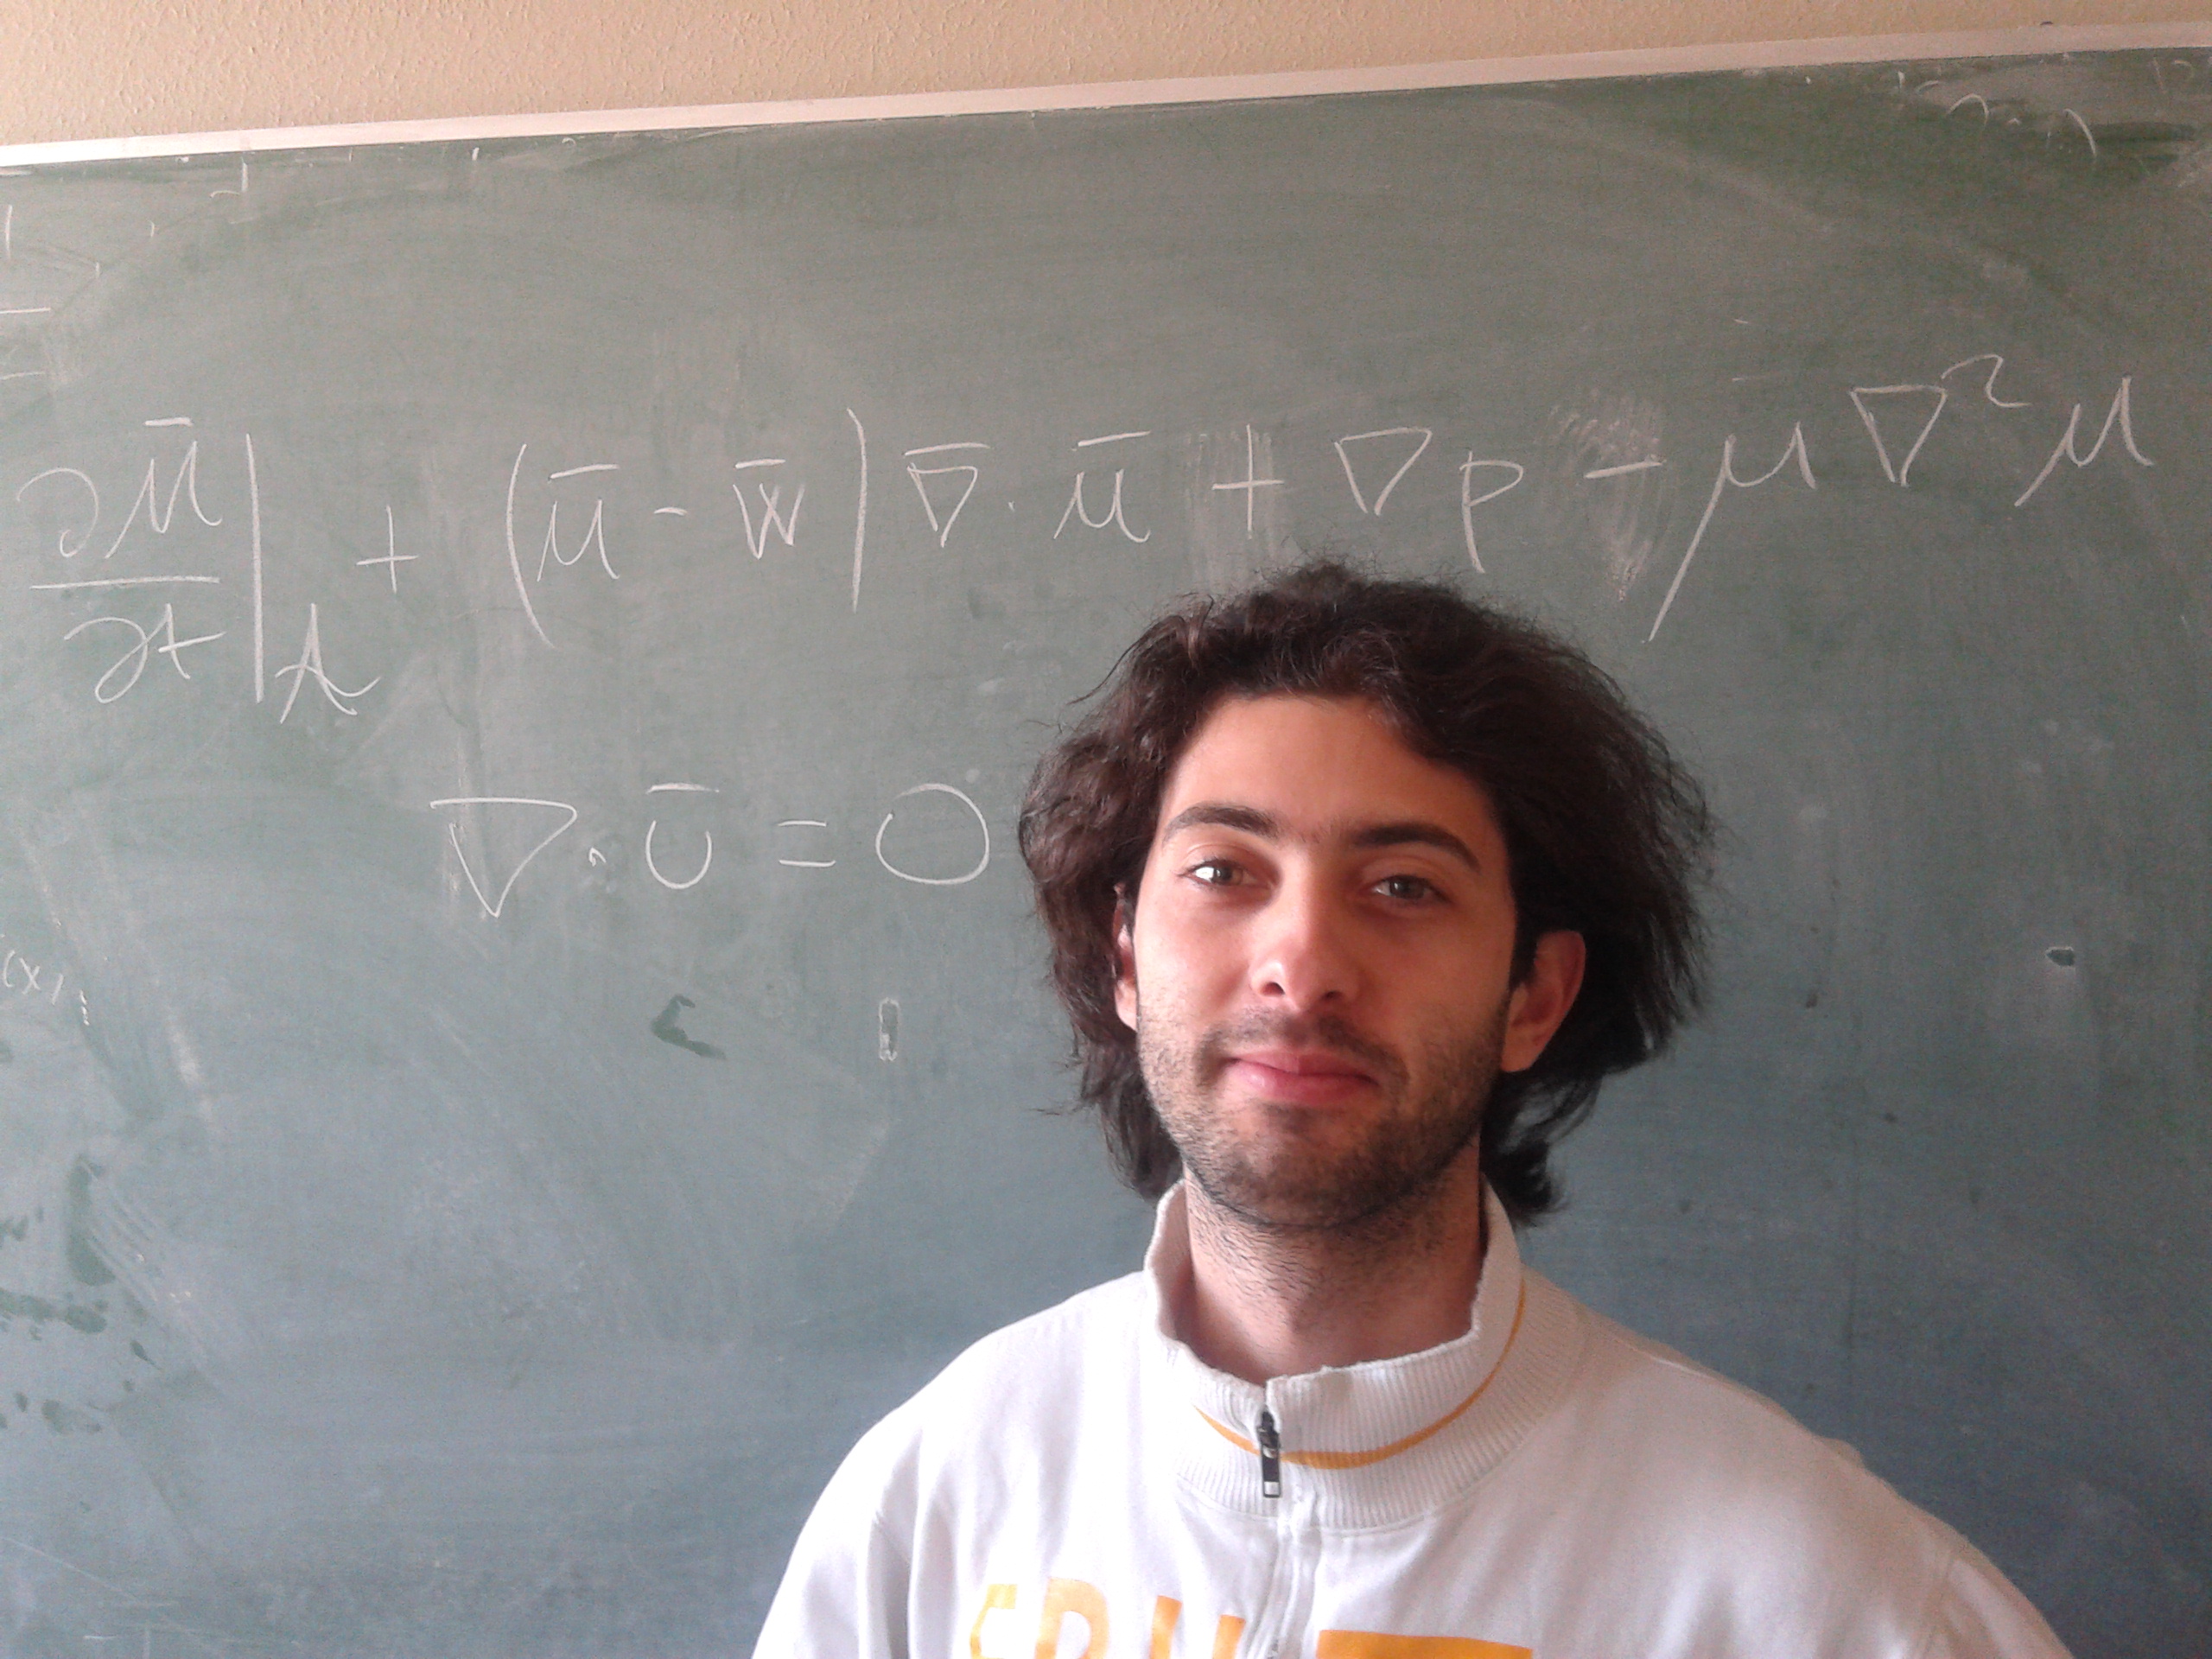 ∂ū/∂t|A + (ū - w̄) ∇̄ · ū + ∇p - μ∇²u
∇ · ū = 0
(x,